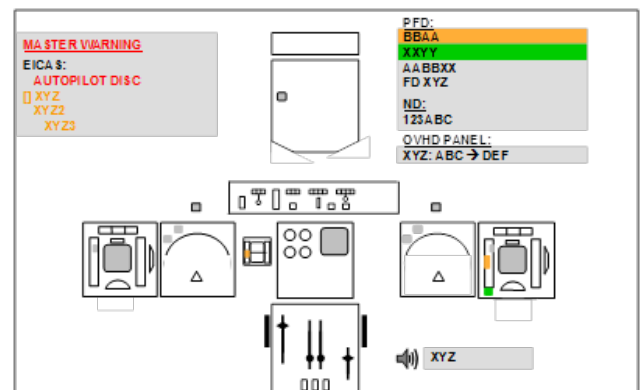 MASTER WARNING
EICAS:
AUTOPILOT DISC
[] XYZ
XYZ2
XYZ3
PFD:
BBAA
XXYY
AABBXX
FD XYZ
ND:
123ABC
OVHD PANEL:
XYZ: ABC → DEF
XYZ